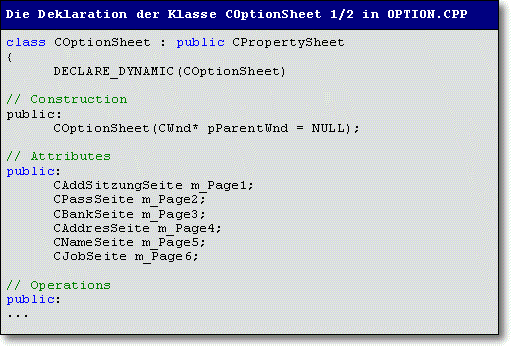 Die Deklaration der Klasse COptionSheet 1/2 in OPTION.CPP
class COptionSheet : public CPropertySheet
{
DECLARE_DYNAMIC(COptionSheet)
// Construction
public:
COptionSheet(CWnd* pParentWnd = NULL);
// Attributes
public:
CAddSitzungSeite m_Page1;
CPassSeite m_Page2;
CBankSeite m_Page3;
CAddresSeite m_Page4;
CNameSeite m_Page5;
CJobSeite m_Page6;
// Operations
public:
...